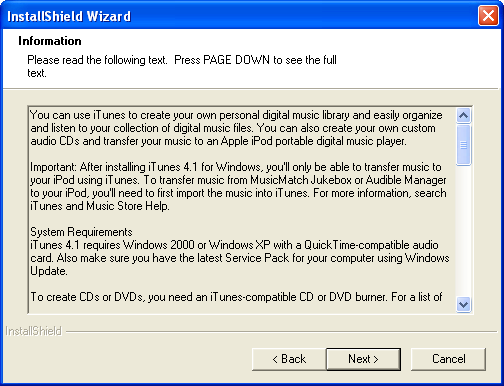 InstallShield Wizard
Information
Please read the following text.  Press PAGE DOWN to see the full
text.
You can use iTunes to create your own personal digital music library and easily organize
and listen to your collection of digital music files. You can also create your own custom
audio CDs and transfer your music to an Apple iPod portable digital music player.
Important: After installing iTunes 4.1 for Windows, you'll only be able to transfer music to
your iPod using iTunes. To transfer music from MusicMatch Jukebox or Audible Manager
to your iPod, you'll need to first import the music into iTunes. For more information, search
iTunes and Music Store Help.
System Requirements
iTunes 4.1 requires Windows 2000 or Windows XP with a QuickTime-compatible audio
card. Also make sure you have the latest Service Pack for your computer using Windows
Update.
To create CDs or DVDs, you need an iTunes-compatible CD or DVD burner. For a list of
InstallShield
< Back
Next >
Cancel